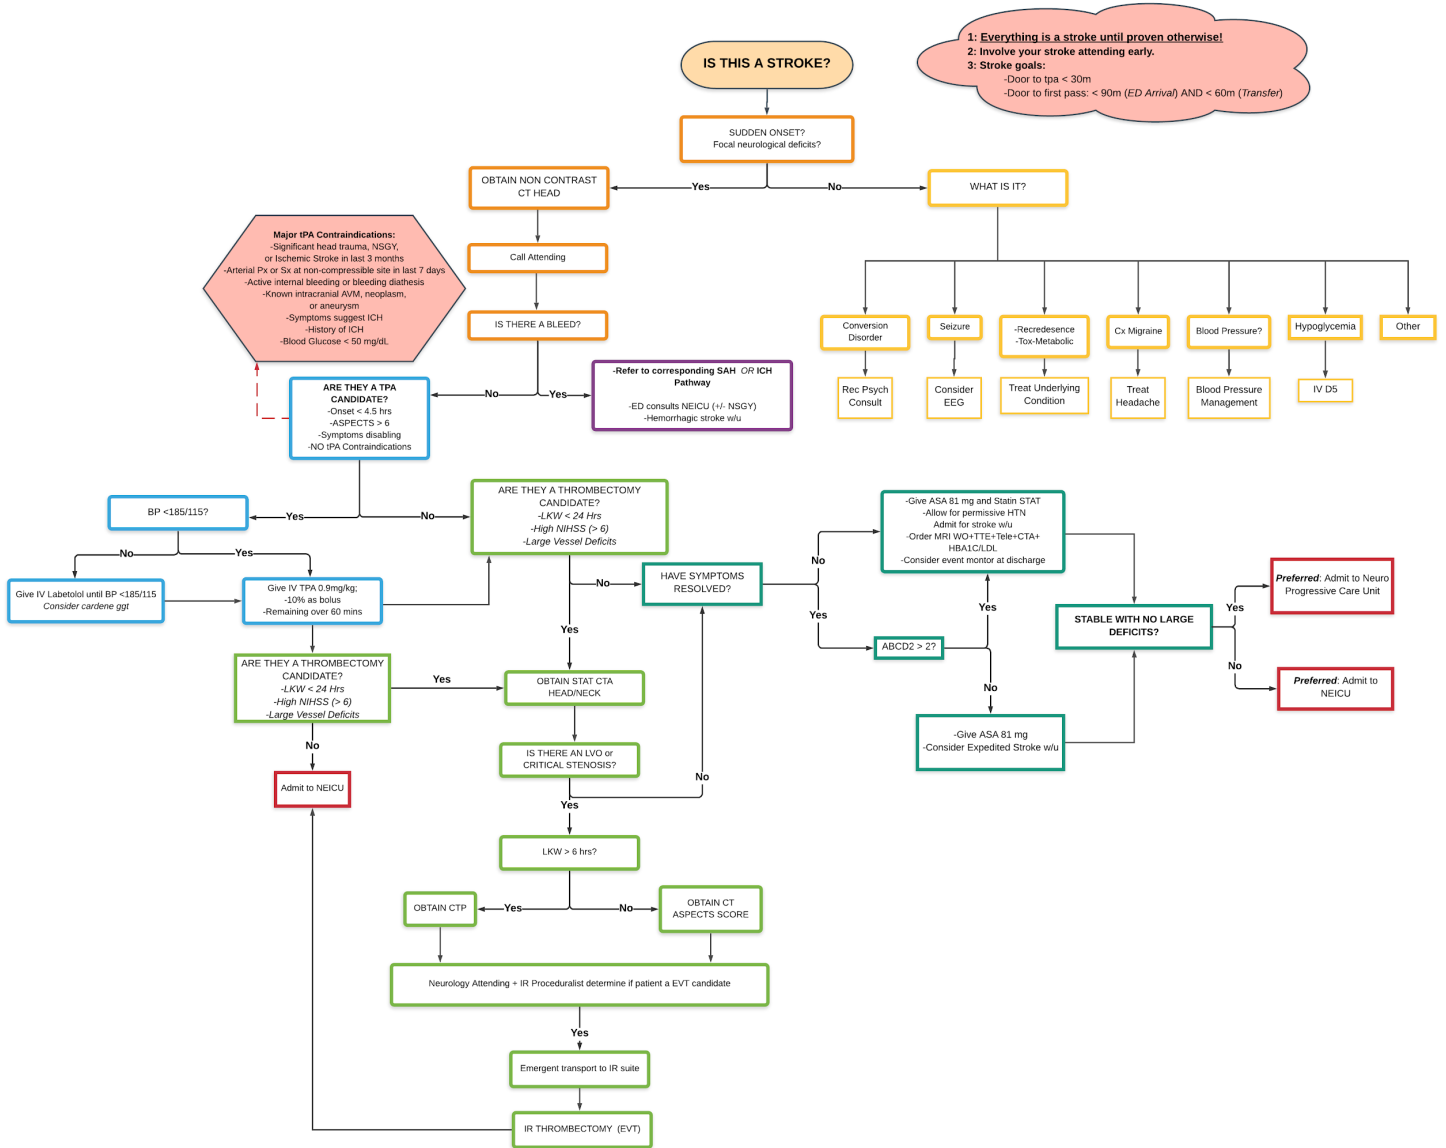 1: Everything is a stroke until proven otherwise!
2: Involve your stroke attending early.
3: Stroke goals:
-Door to tpa < 30m
-Door to first pass: < 90m (ED Arrival) AND < 60m (Transfer)
IS THIS A STROKE?
SUDDEN ONSET?
Focal neurological deficits?
Yes
No
OBTAIN NON CONTRAST
CT HEAD
WHAT IS IT?
Call Attending
IS THERE A BLEED?
Major tPA Contraindications:
-Significant head trauma, NSGY,
or Ischemic Stroke in last 3 months
-Arterial Px or Sx at non-compressible site in last 7 days
-Active internal bleeding or bleeding diathesis
-Known intracranial AVM, neoplasm,
or aneurysm
-Symptoms suggest ICH
-History of ICH
-Blood Glucose < 50 mg/dL
Conversion
Disorder
Seizure
-Recredesence
-Tox-Metabolic
Cx Migraine
Blood Pressure?
Hypoglycemia
Other
Rec Psych
Consult
Consider
EEG
Treat Underlying
Condition
Treat
Headache
Blood Pressure
Management
IV D5
No
Yes
-Refer to corresponding SAH OR ICH
Pathway
-ED consults NEICU (+/- NSGY)
-Hemorrhagic stroke w/u
ARE THEY A TPA
CANDIDATE?
-Onset < 4.5 hrs
-ASPECTS > 6
-Symptoms disabling
-NO tPA Contraindications
Yes
No
BP <185/115?
No
Yes
Give IV Labetolol until BP <185/115
Consider cardene ggt
Give IV TPA 0.9mg/kg;
-10% as bolus
-Remaining over 60 mins
ARE THEY A THROMBECTOMY
CANDIDATE?
-LKW < 24 Hrs
-High NIHSS (> 6)
-Large Vessel Deficits
No
Yes
HAVE SYMPTOMS
RESOLVED?
No
Yes
-Give ASA 81 mg and Statin STAT
-Allow for permissive HTN
Admit for stroke w/u
-Order MRI WO+TTE+Tele+CTA+
HBA1C/LDL
-Consider event montor at discharge
ABCD2 > 2?
Yes
No
-Give ASA 81 mg
-Consider Expedited Stroke w/u
STABLE WITH NO LARGE
DEFICITS?
Yes
No
Preferred: Admit to Neuro
Progressive Care Unit
Preferred: Admit to
NEICU
ARE THEY A THROMBECTOMY
CANDIDATE?
-LKW < 24 Hrs
-High NIHSS (> 6)
-Large Vessel Deficits
Yes
No
Admit to NEICU
OBTAIN STAT CTA
HEAD/NECK
IS THERE AN LVO or
CRITICAL STENOSIS?
No
Yes
LKW > 6 hrs?
Yes
No
OBTAIN CTP
OBTAIN CT
ASPECTS SCORE
Neurology Attending + IR Proceduralist determine if patient a EVT candidate
Yes
Emergent transport to IR suite
IR THROMBECTOMY (EVT)